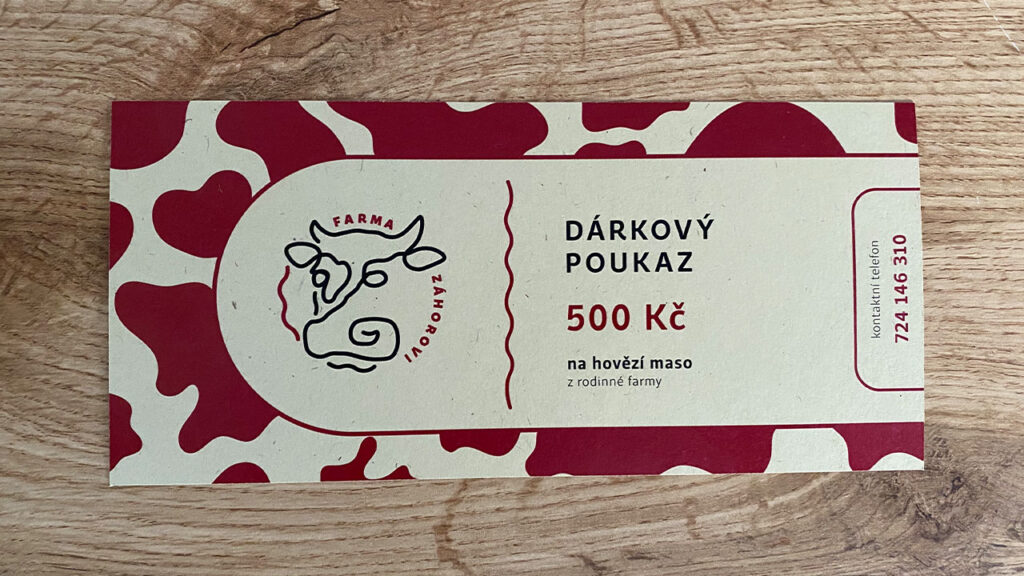 FARMA
ZÁHOROVI
DÁRKOVÝ
POUKAZ
500 Kč
na hovězí maso
z rodinné farmy
kontaktní telefon
724 146 310